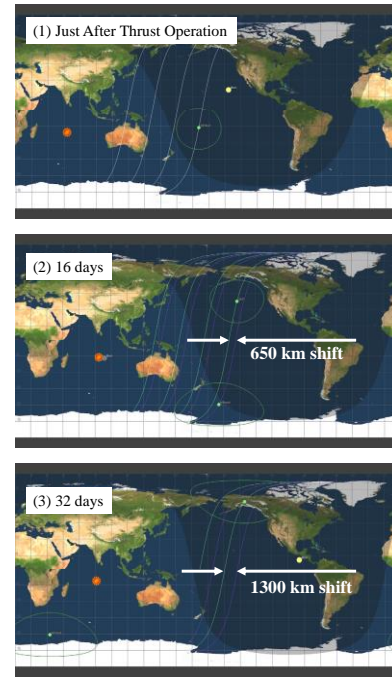 (1) Just After Thrust Operation
(2) 16 days
650 km shift
(3) 32 days
1300 km shift